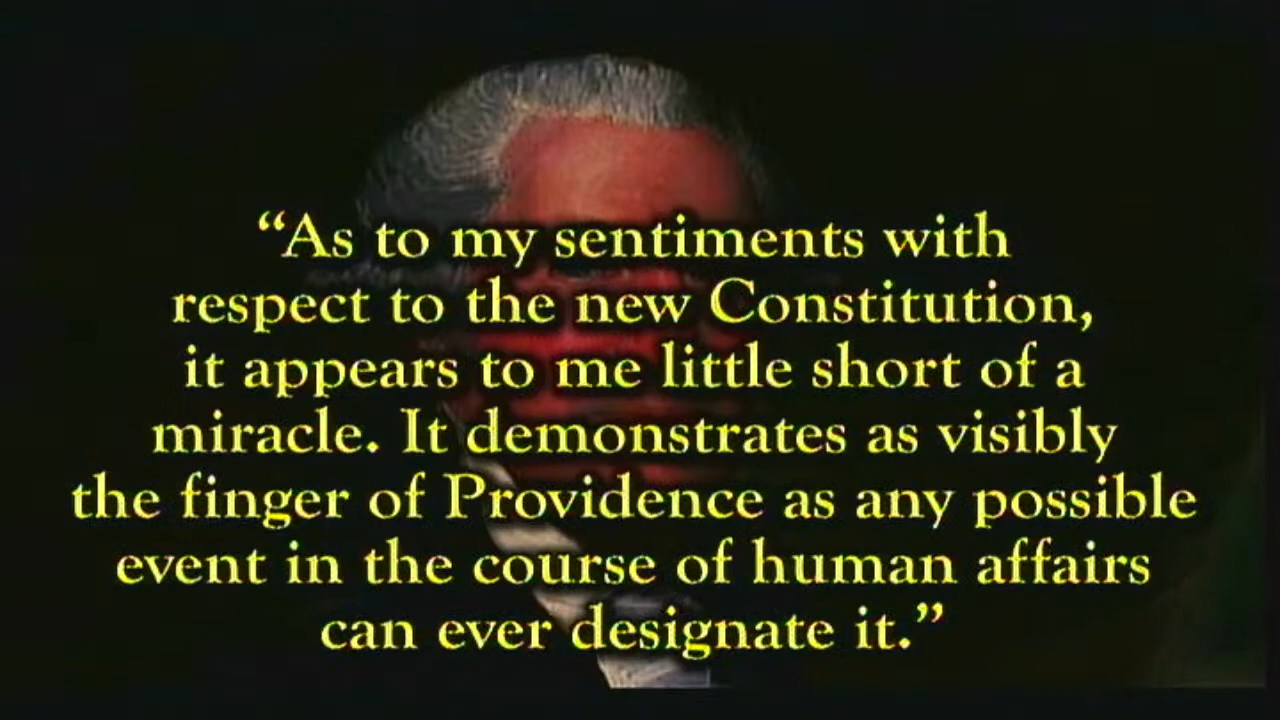 “As to my sentiments with
respect to the new Constitution,
it appears to me little short of a
miracle. It demonstrates as visibly
the finger of Providence as any possible
event in the course of human affairs
can ever designate it.”